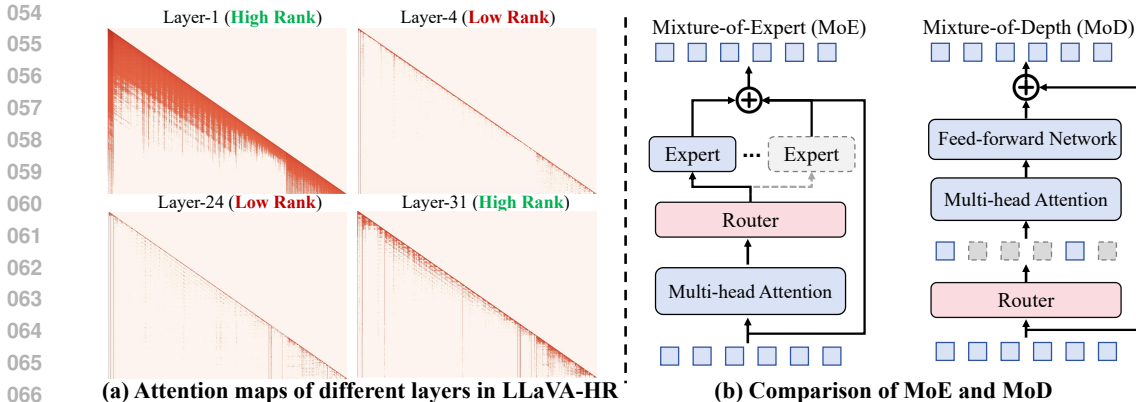 054
055
056
057
058
059
060
061
062
063
064
065
066
Layer-1 (High Rank)
Layer-4 (Low Rank)
Layer-24 (Low Rank)
Layer-31 (High Rank)
(a) Attention maps of different layers in LLaVA-HR
Mixture-of-Expert (MoE)
Expert
...
Expert
Router
Multi-head Attention
Mixture-of-Depth (MoD)
Feed-forward Network
Multi-head Attention
Router
(b) Comparison of MoE and MoD